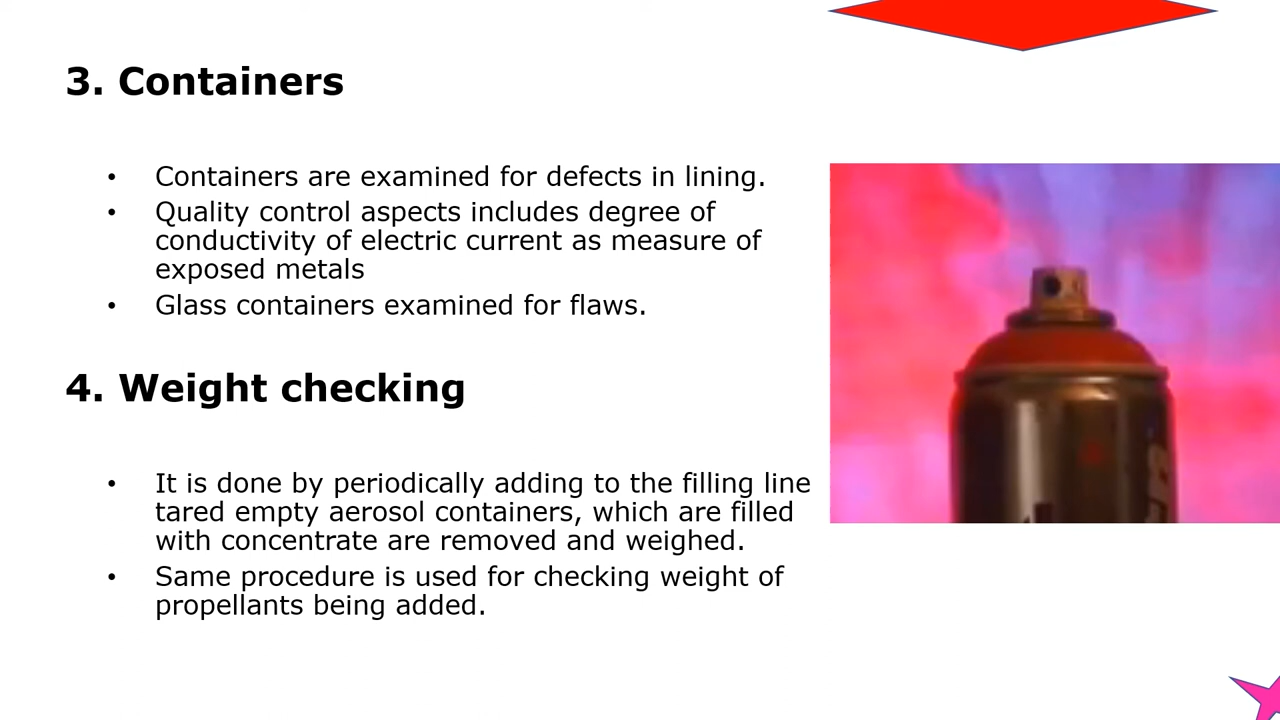 3. Containers
• Containers are examined for defects in lining.
• Quality control aspects includes degree of
conductivity of electric current as measure of
exposed metals
• Glass containers examined for flaws.
4. Weight checking
• It is done by periodically adding to the filling line
tared empty aerosol containers, which are filled
with concentrate are removed and weighed.
• Same procedure is used for checking weight of
propellants being added.